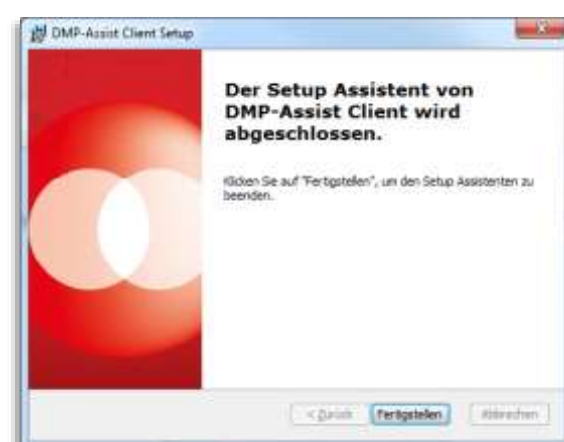 DMP-Assist Client Setup
Der Setup Assistent von
DMP-Assist Client wird
abgeschlossen.
Klicken Sie auf "Fertigstellen", um den Setup Assistenten zu
beenden.
< Zurück Fertigstellen Abbrechen